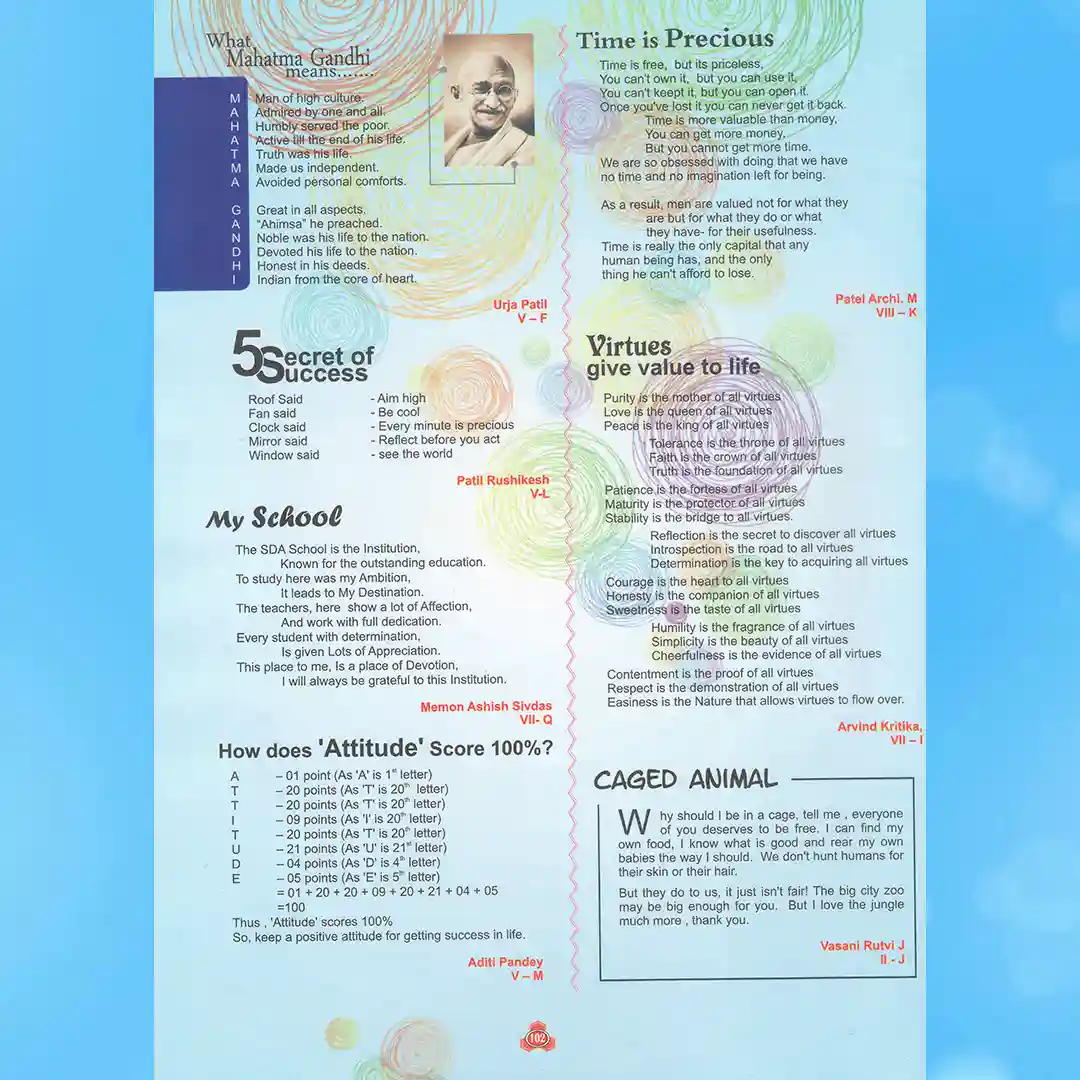 What
Mahatma Gandhi
means.......
M Man of high culture.
A Admired by one and all.
H Humbly served the poor.
A Active till the end of his life.
T Truth was his life.
M Made us independent.
A Avoided personal comforts.
G Great in all aspects.
A "Ahimsa" he preached.
N Noble was his life to the nation.
D Devoted his life to the nation.
H Honest in his deeds.
I Indian from the core of heart.
Urja Patil
V – F
5 Secret of
Success
Roof Said - Aim high
Fan said - Be cool
Clock said - Every minute is precious
Mirror said - Reflect before you act
Window said - see the world
Patil Rushikesh
V-L
My School
The SDA School is the Institution,
Known for the outstanding education.
To study here was my Ambition,
It leads to My Destination.
The teachers, here show a lot of Affection,
And work with full dedication.
Every student with determination,
Is given Lots of Appreciation.
This place to me, Is a place of Devotion,
I will always be grateful to this Institution.
Memon Ashish Sivdas
VII- Q
How does 'Attitude' Score 100%?
A – 01 point (As 'A' is 1st letter)
T – 20 points (As 'T' is 20th letter)
T – 20 points (As 'T' is 20th letter)
I – 09 points (As 'I' is 20th letter)
T – 20 points (As 'T' is 20th letter)
U – 21 points (As 'U' is 21st letter)
D – 04 points (As 'D' is 4th letter)
E – 05 points (As 'E' is 5th letter)
= 01 + 20 + 20 + 09 + 20 + 21 + 04 + 05
=100
Thus , 'Attitude' scores 100%
So, keep a positive attitude for getting success in life.
Aditi Pandey
V – M
Time is Precious
Time is free, but its priceless,
You can't own it, but you can use it,
You can't keept it, but you can open it.
Once you've lost it you can never get it back.
Time is more valuable than money,
You can get more money,
But you cannot get more time.
We are so obsessed with doing that we have
no time and no imagination left for being.
As a result, men are valued not for what they
are but for what they do or what
they have- for their usefulness.
Time is really the only capital that any
human being has, and the only
thing he can't afford to lose.
Patel Archi. M
VIII – K
Virtues
give value to life
Purity is the mother of all virtues
Love is the queen of all virtues
Peace is the king of all virtues
Tolerance is the throne of all virtues
Faith is the crown of all virtues
Truth is the foundation of all virtues
Patience is the fortess of all virtues
Maturity is the protector of all virtues
Stability is the bridge to all virtues.
Reflection is the secret to discover all virtues
Introspection is the road to all virtues
Determination is the key to acquiring all virtues
Courage is the heart to all virtues
Honesty is the companion of all virtues
Sweetness is the taste of all virtues
Humility is the fragrance of all virtues
Simplicity is the beauty of all virtues
Cheerfulness is the evidence of all virtues
Contentment is the proof of all virtues
Respect is the demonstration of all virtues
Easiness is the Nature that allows virtues to flow over.
Arvind Kritika,
VII – I
CAGED ANIMAL
Why should I be in a cage, tell me , everyone
of you deserves to be free. I can find my
own food, I know what is good and rear my own
babies the way I should. We don't hunt humans for
their skin or their hair.
But they do to us, it just isn't fair! The big city zoo
may be big enough for you. But I love the jungle
much more , thank you.
Vasani Rutvi J
II - J
102